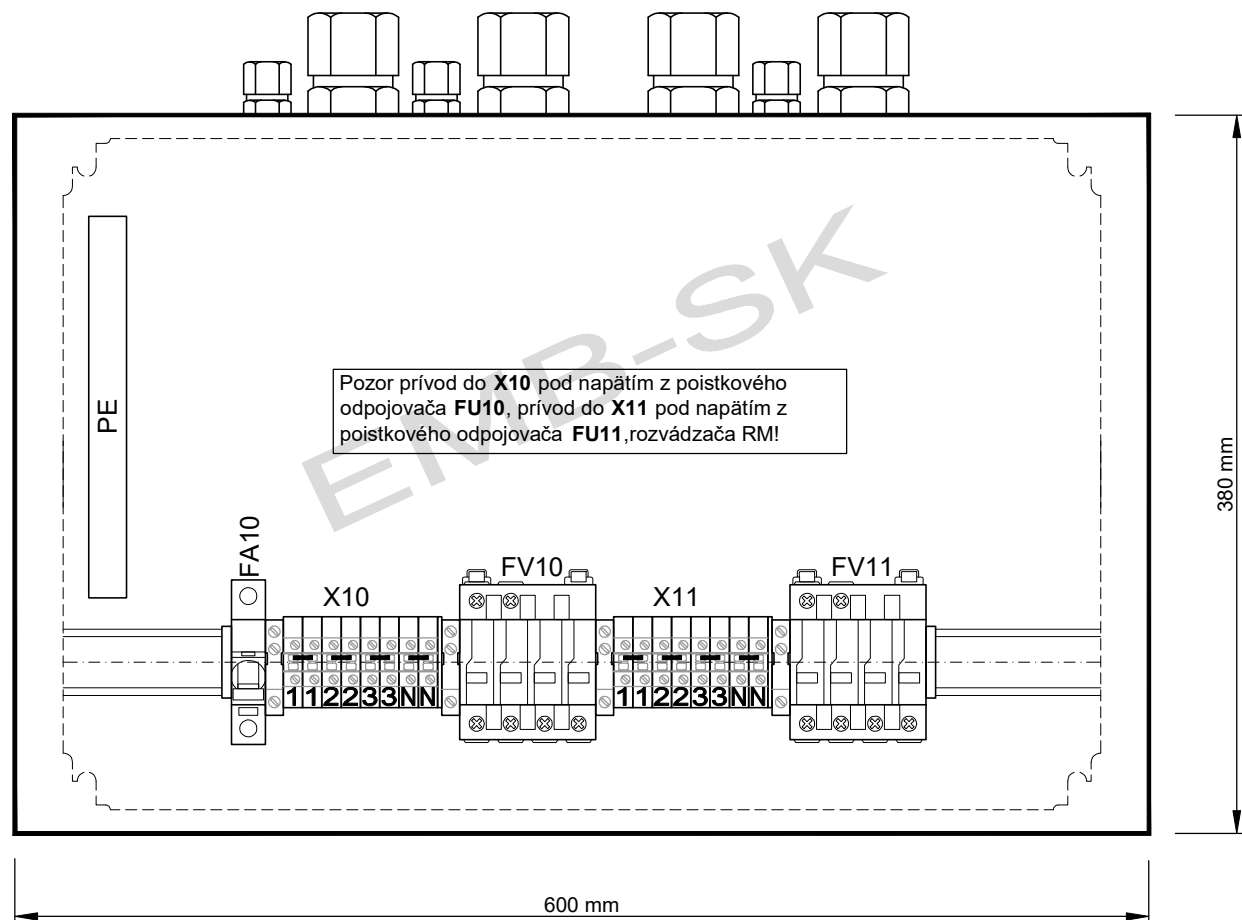 EMB-SK
PE
Pozor prívod do X10 pod napätím z poistkového
odpojovača FU10, prívod do X11 pod napätím z
poistkového odpojovača FU11,rozvádzača RM!
380 mm
FA10
X10
FV10
X11
FV11
112233NN
112233NN
600 mm